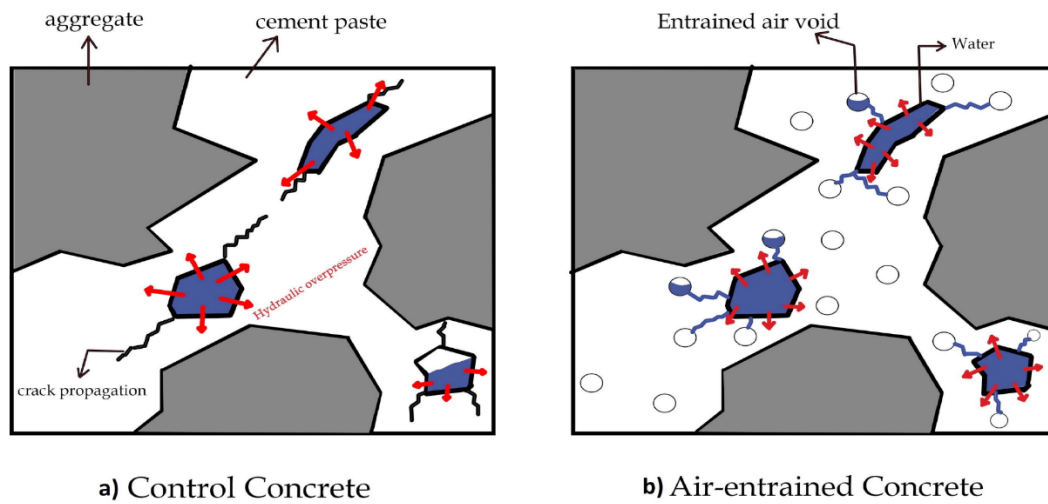 aggregate
cement paste
Hydraulic overpressure
crack propagation
a) Control Concrete
Entrained air void
Water
b) Air-entrained Concrete